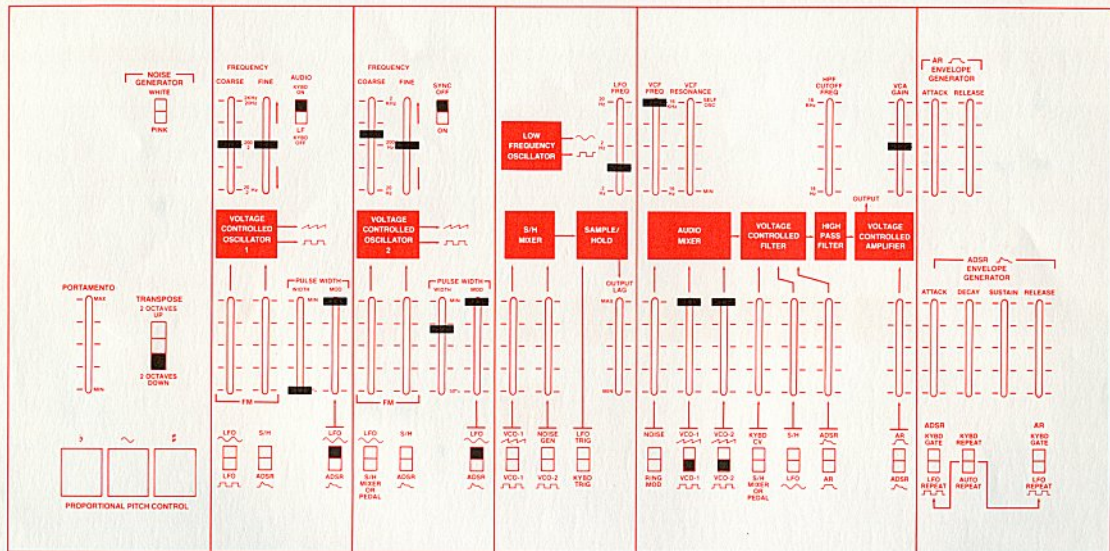 NOISE
GENERATOR
WHITE
PINK
PORTAMENTO
MAX
MIN
TRANSPOSE
2 OCTAVES
UP
2 OCTAVES
DOWN
PROPORTIONAL PITCH CONTROL
FREQUENCY
COARSE
FINE
AUDIO
KYBD
ON
LF
KYBD
OFF
VOLTAGE
CONTROLLED
OSCILLATOR
1
PULSE WIDTH
WIDTH
MIN
MOD
FM
LFO
LFO
S/H
ADSR
LFO
ADSR
FREQUENCY
COARSE
FINE
SYNC
OFF
ON
VOLTAGE
CONTROLLED
OSCILLATOR
2
PULSE WIDTH
WIDTH
MIN
MOD
FM
LFO
S/H
MIXER
OR
PEDAL
S/H
ADSR
LFO
ADSR
LOW
FREQUENCY
OSCILLATOR
LFO
FREQ
S/H
MIXER
SAMPLE/
HOLD
OUTPUT
LAG
MAX
MIN
VCO-1
VCO-1
NOISE
GEN
VCO-2
LFO
TRIG
KYBD
TRIG
VCF
FREQ
16
KHz
VCF
RESONANCE
SELF
OSC
MIN
HPF
CUTOFF
FREQ
16
KHz
16
Hz
VCA
GAIN
OUTPUT
AUDIO
MIXER
VOLTAGE
CONTROLLED
FILTER
HIGH
PASS
FILTER
VOLTAGE
CONTROLLED
AMPLIFIER
NOISE
RING
MOD
VCO-1
VCO-1
VCO-2
VCO-2
KYBD
CV
S/H
MIXER
OR
PEDAL
S/H
LFO
ADSR
AR
AR
ADSR
AR
ENVELOPE
GENERATOR
ATTACK
RELEASE
ADSR
ENVELOPE
GENERATOR
ATTACK
DECAY
SUSTAIN
RELEASE
ADSR
KYBD
GATE
LFO
REPEAT
KYBD REPEAT
AUTO
REPEAT
AR
KYBD
GATE
LFO
REPEAT